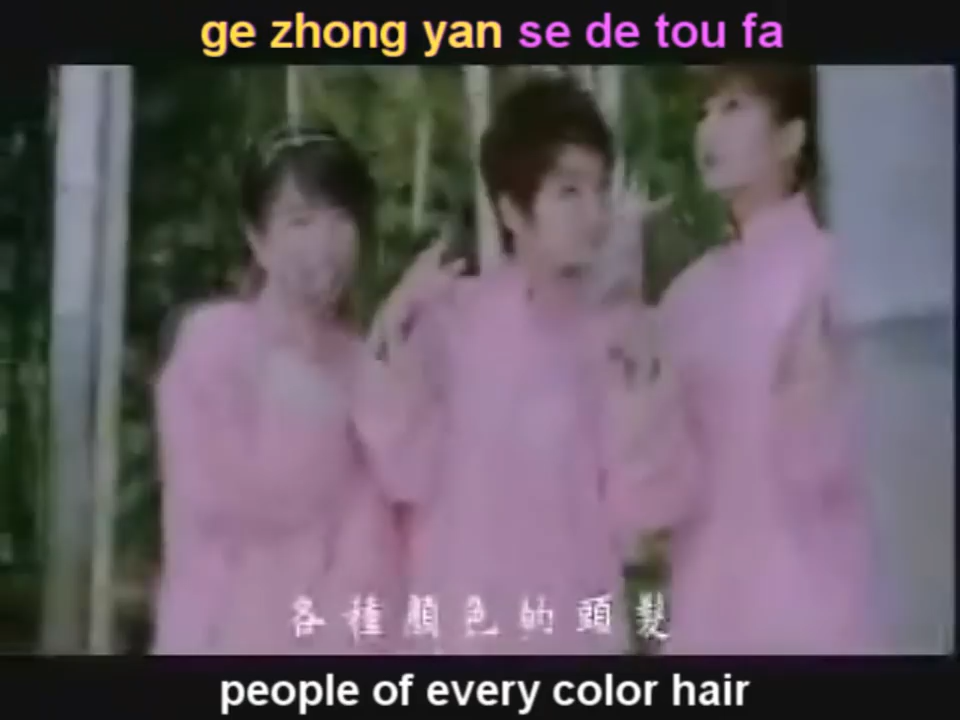 ge zhong yan se de tou fa
各種顏色的頭髮
people of every color hair